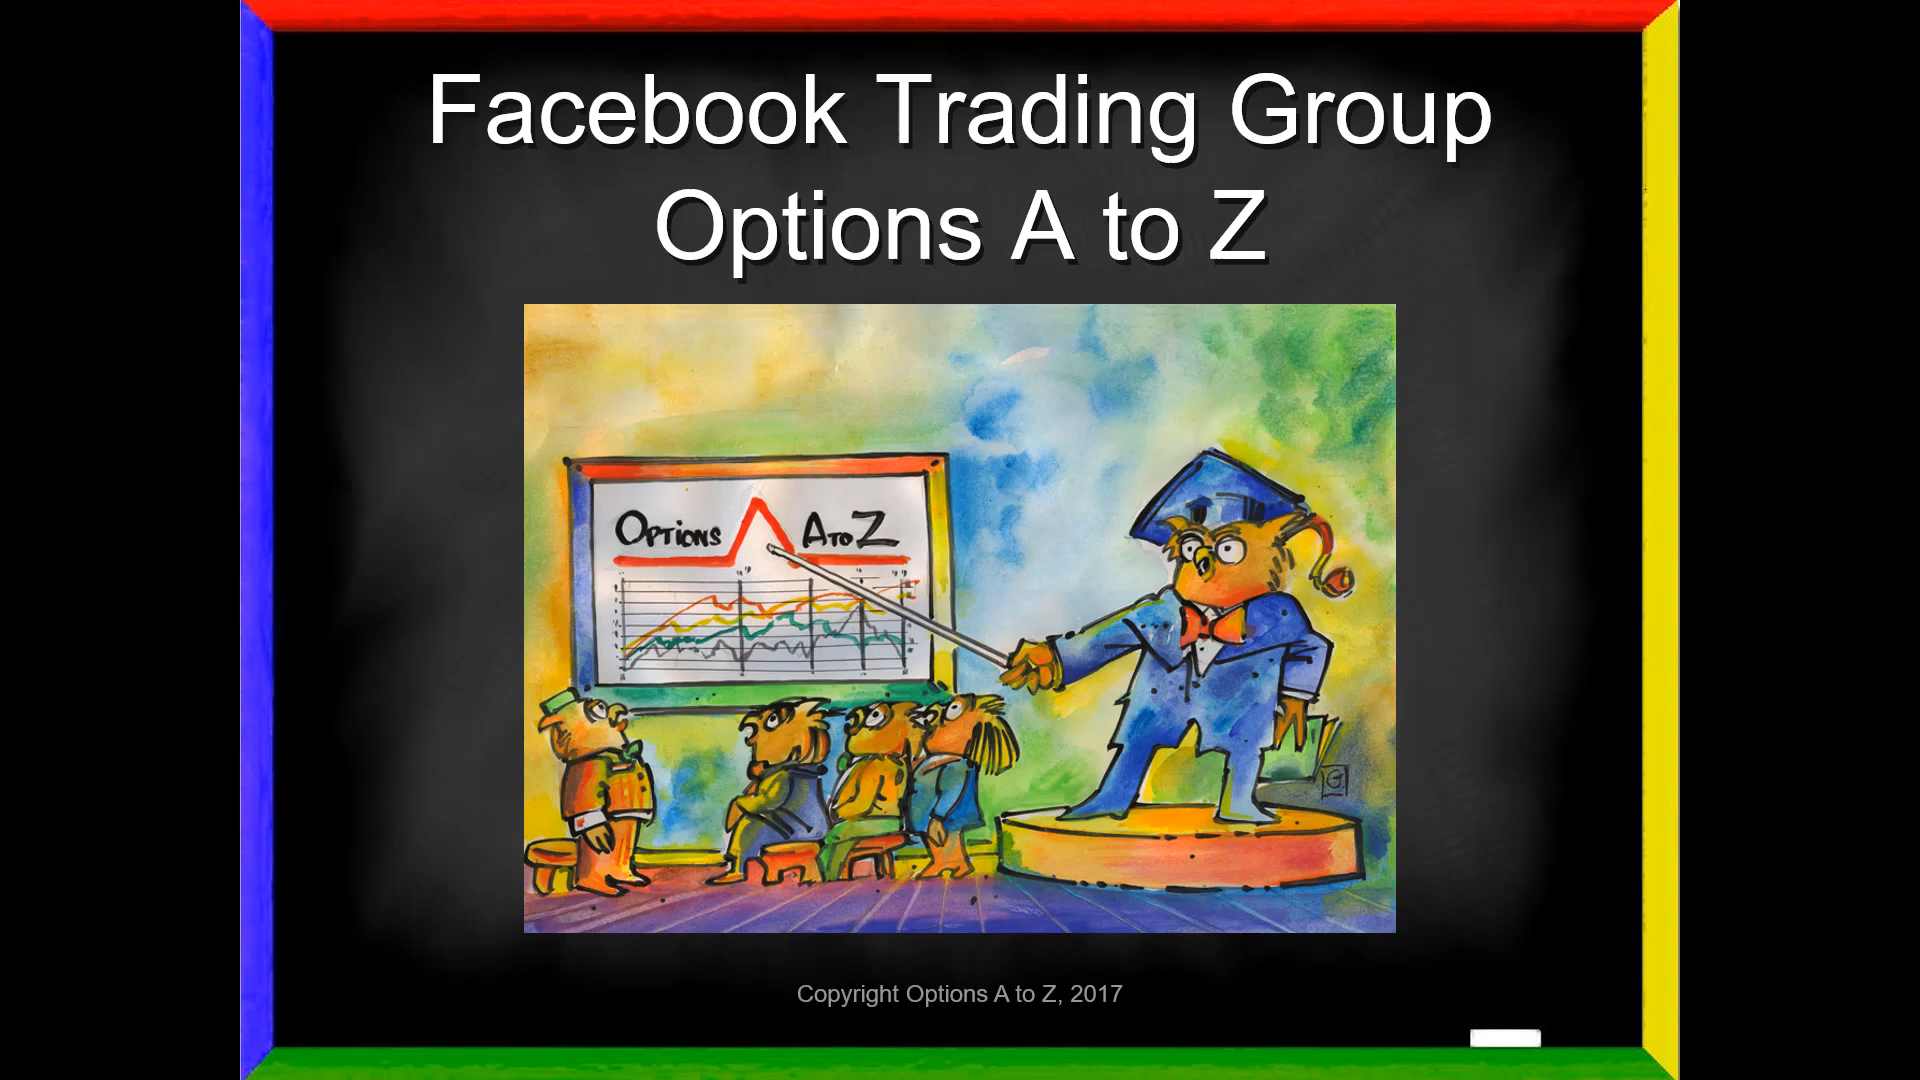 Facebook Trading Group
Options A to Z
OPTiONS A TO Z
G
Copyright Options A to Z, 2017